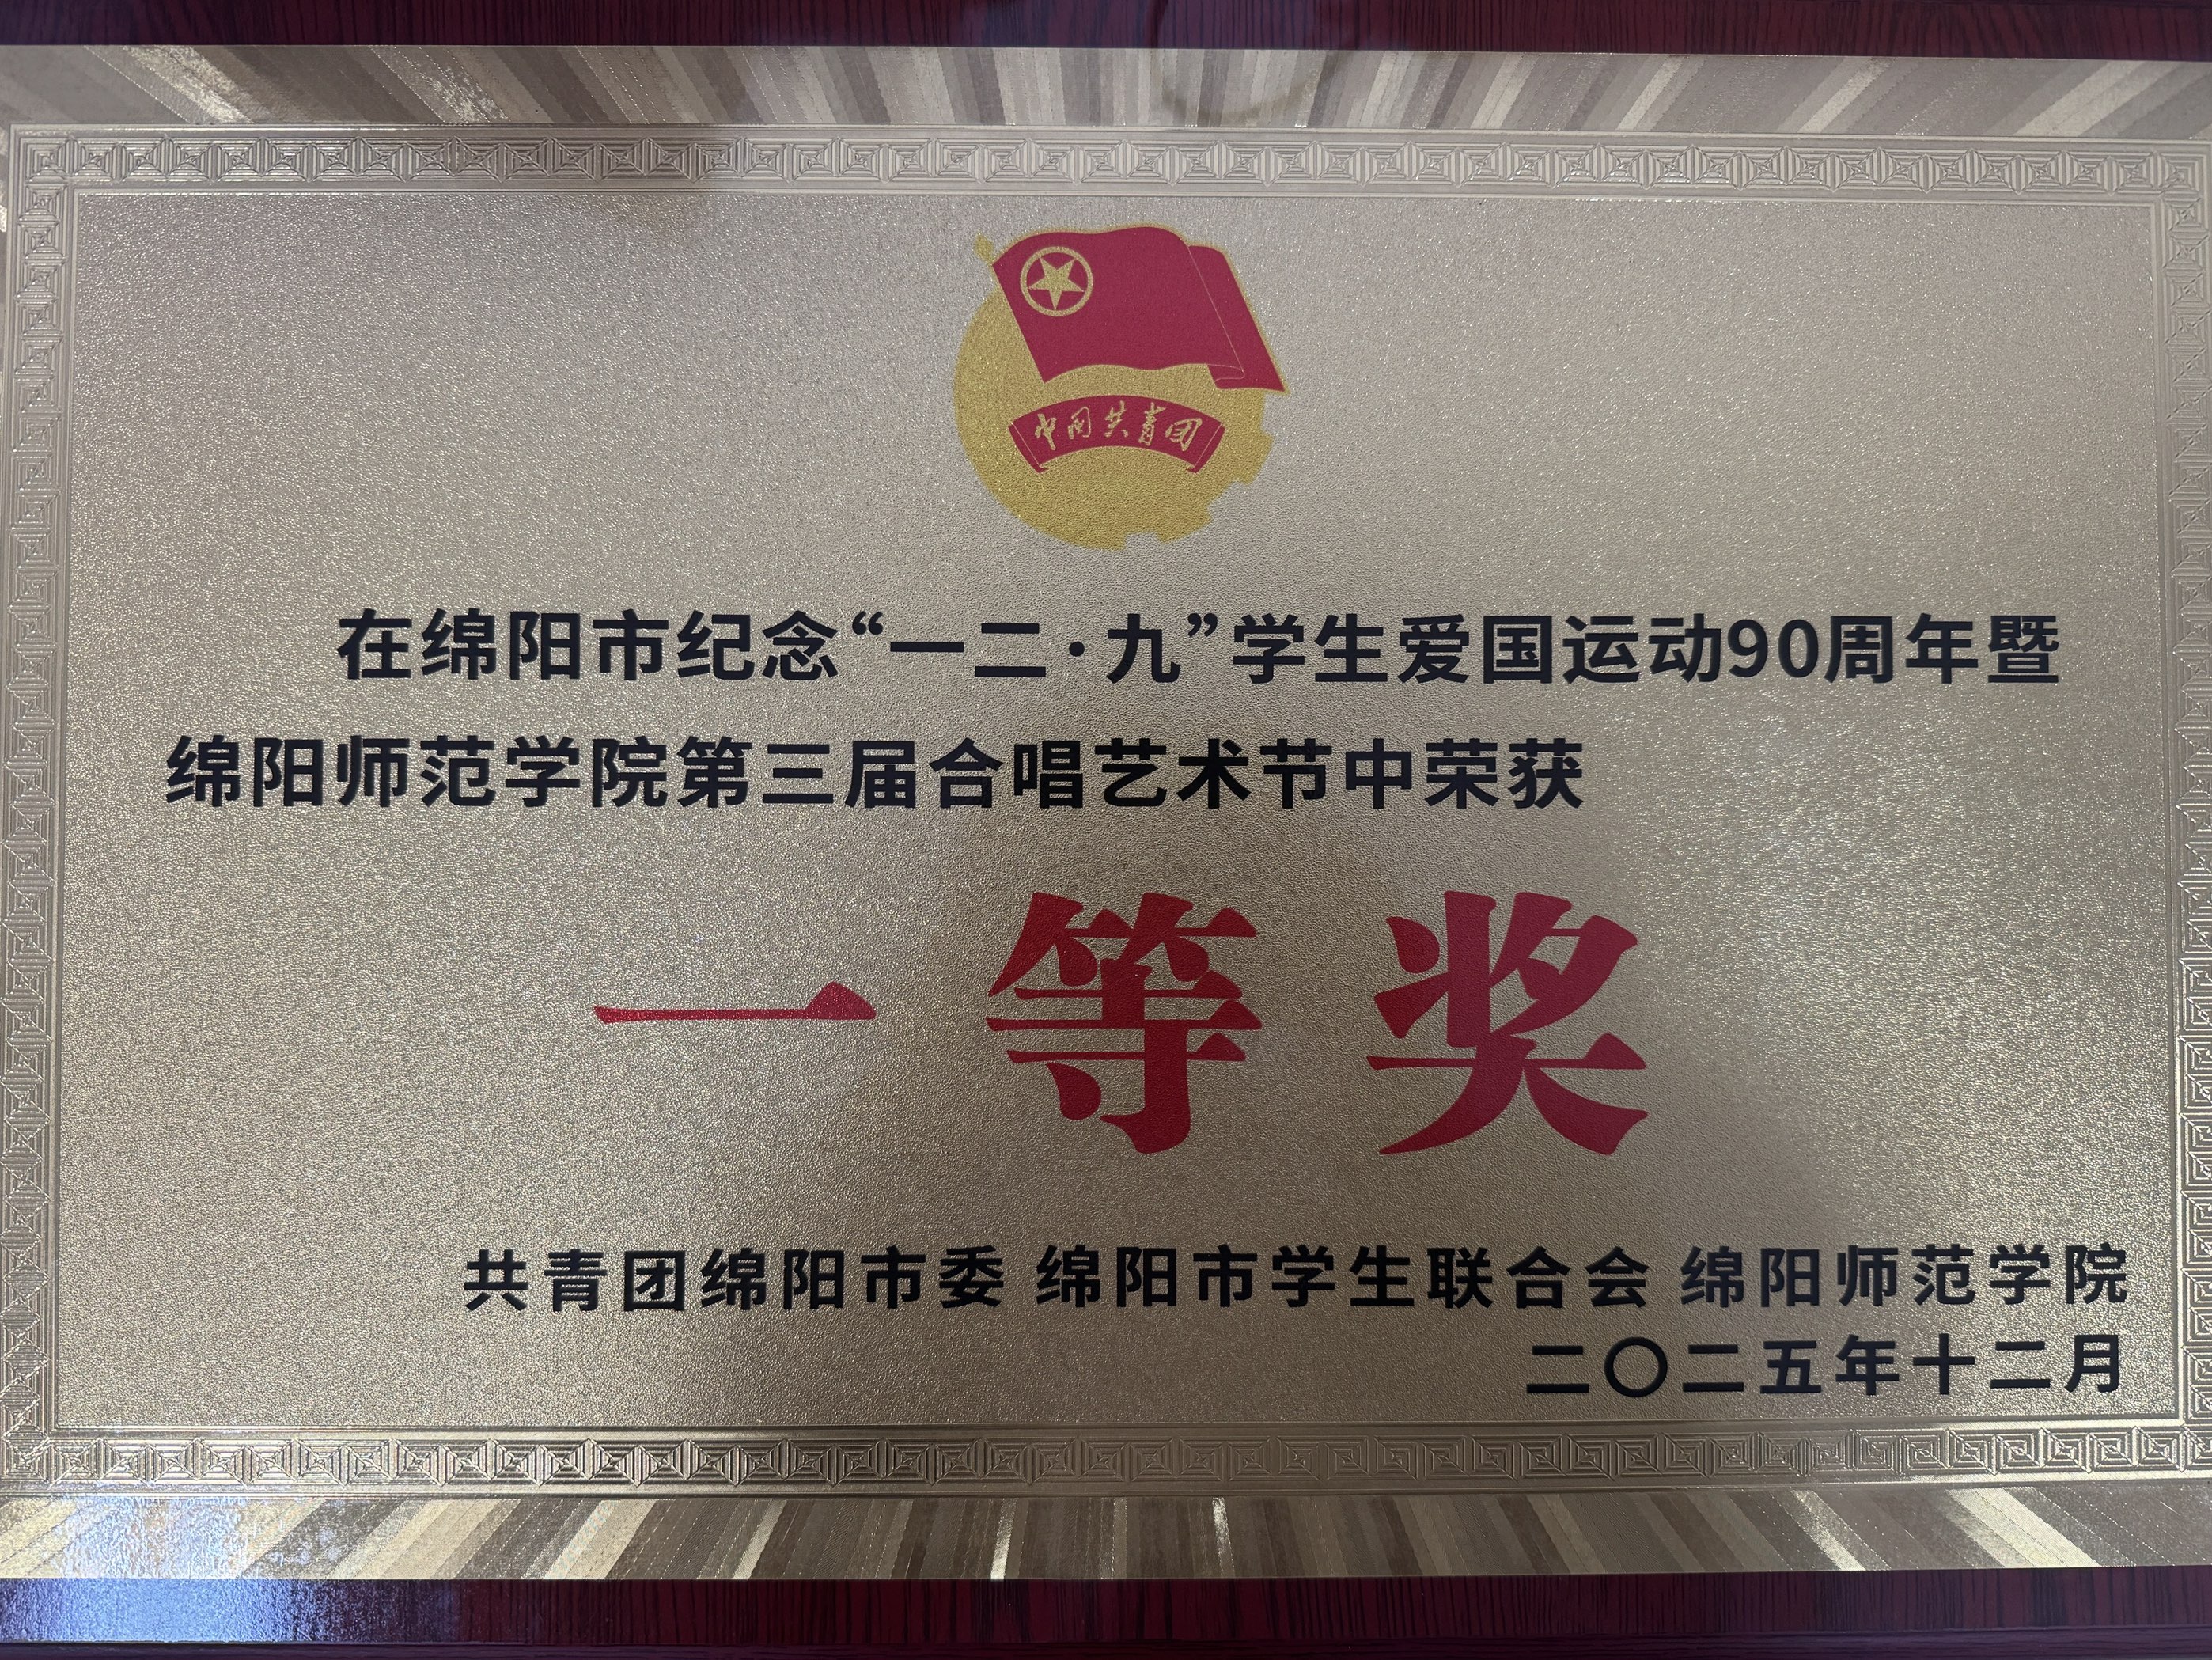 中国共青团
在绵阳市纪念“一二·九”学生爱国运动90周年暨
绵阳师范学院第三届合唱艺术节中荣获
一等奖
共青团绵阳市委 绵阳市学生联合会 绵阳师范学院
二〇二五年十二月